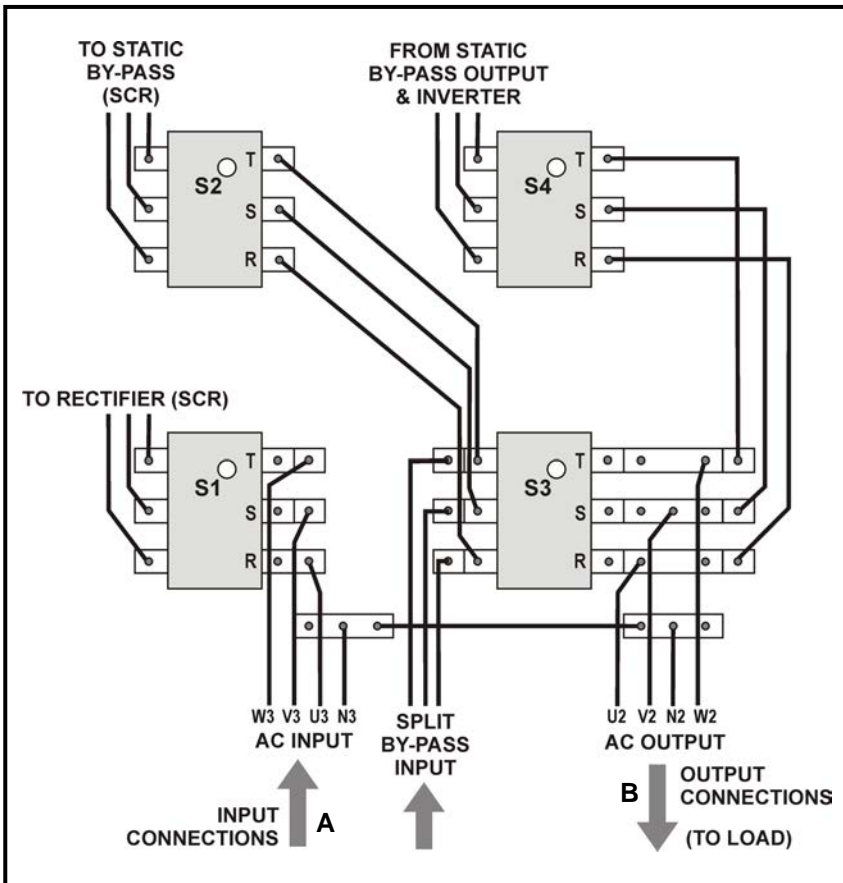 TO STATIC
BY-PASS
(SCR)
FROM STATIC
BY-PASS OUTPUT
& INVERTER
T
S2
S
R
T
S4
S
R
TO RECTIFIER (SCR)
T
S1
S
R
T
S3
S
R
W3 V3 U3 N3
AC INPUT
SPLIT
BY-PASS
INPUT
U2 V2 N2 W2
AC OUTPUT
INPUT
CONNECTIONS
A
B
OUTPUT
CONNECTIONS
(TO LOAD)